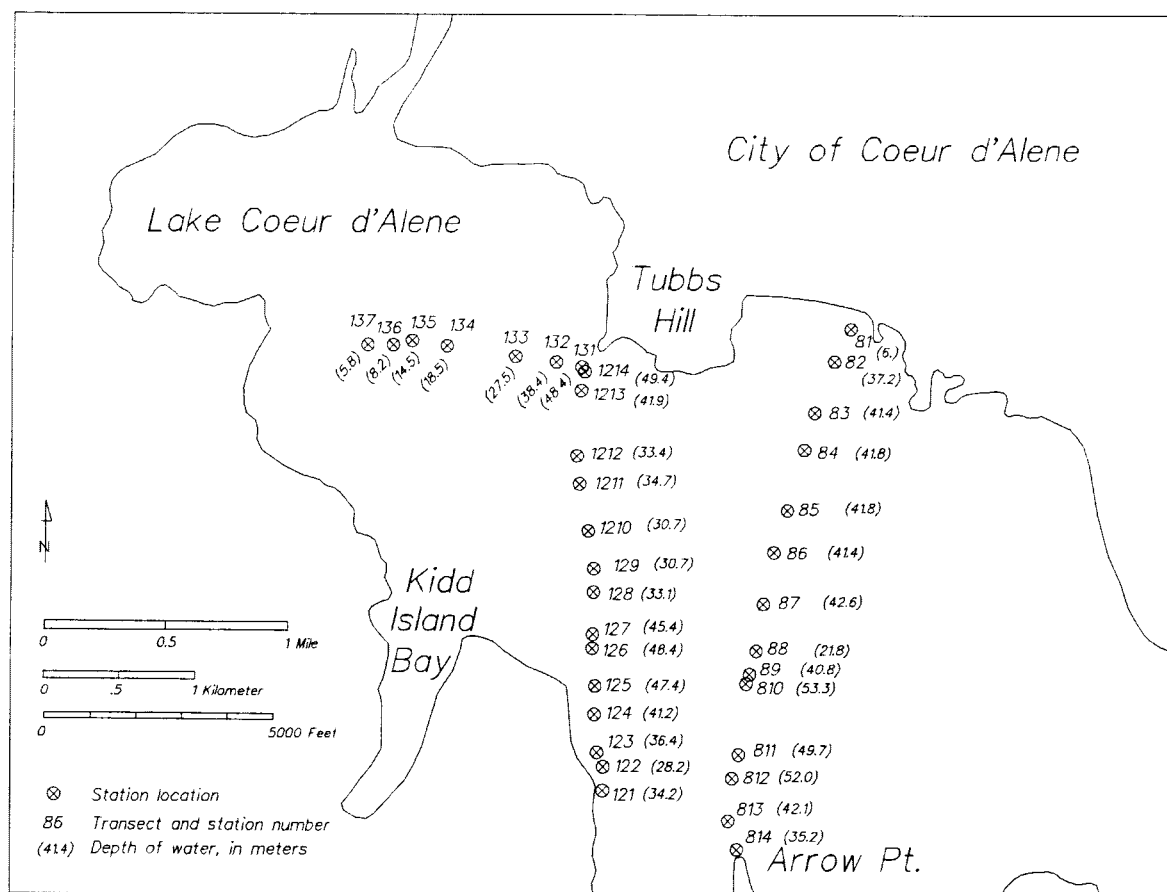 City of Coeur d'Alene
Lake Coeur d'Alene
Tubbs
Hill
137
136
135
134
133
132
131
(5.8)
(8.2)
(14.5)
(18.5)
(27.5)
(38.4)
(48.4)
1214 (49.4)
1213 (41.9)
1212 (33.4)
1211 (34.7)
1210 (30.7)
129 (30.7)
128 (33.1)
127 (45.4)
126 (48.4)
125 (47.4)
124 (41.2)
123 (36.4)
122 (28.2)
121 (34.2)
81 (6.)
82 (37.2)
83 (41.4)
84 (41.8)
85 (41.8)
86 (41.4)
87 (42.6)
88 (21.8)
89 (40.8)
810 (53.3)
811 (49.7)
812 (52.0)
813 (42.1)
814 (35.2)
Arrow Pt.
Kidd
Island
Bay
N
0 0.5 1 Mile
0 .5 1 Kilometer
0 5000 Feet
Station location
86 Transect and station number
(41.4) Depth of water, in meters